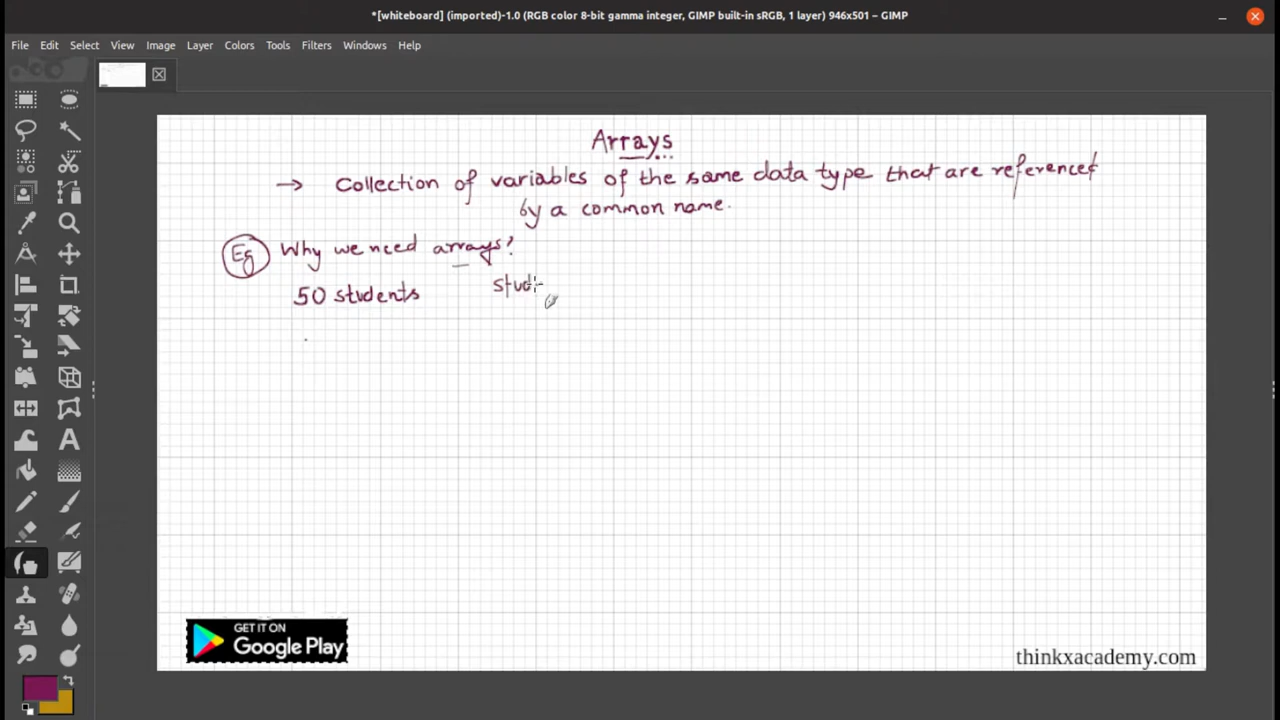 *[whiteboard] (imported)-1.0 (RGB color 8-bit gamma integer, GIMP built-in sRGB, 1 layer) 946x501 – GIMP
File Edit Select View Image Layer Colors Tools Filters Windows Help
Arrays
→ Collection of variables of the same data type that are referenced
by a common name.
Eg Why we need arrays?
50 students stud
GET IT ON
Google Play
thinkxacademy.com